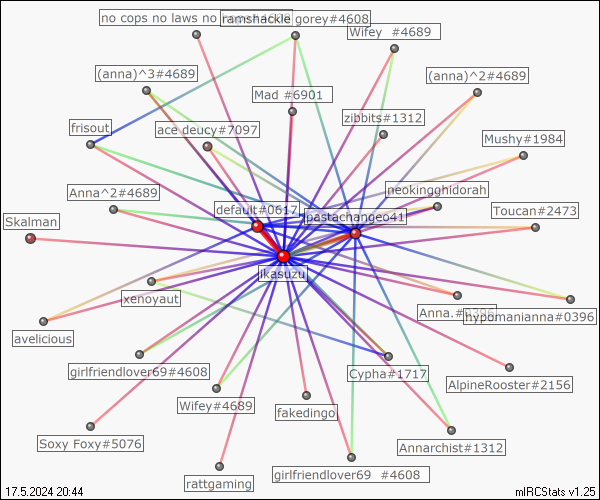 no cops no laws no
ramshackle gorey#4608
Wifey #4689
(anna)^3#4689
(anna)^2#4689
Mad #6901
zibbits#1312
frisout
ace deucy#7097
Mushy#1984
Anna^2#4689
neokingghidorah
default#0617
pastachangeo41
Toucan#2473
Skalman
ikasuzu
xenoyaut
Anna.#0396
hypomanianna#0396
avelicious
girlfriendlover69#4608
Cypha#1717
AlpineRooster#2156
Wifey#4689
fakedingo
Soxy Foxy#5076
Annarchist#1312
rattgaming
girlfriendlover69 #4608
17.5.2024 20:44
mIRCStats v1.25